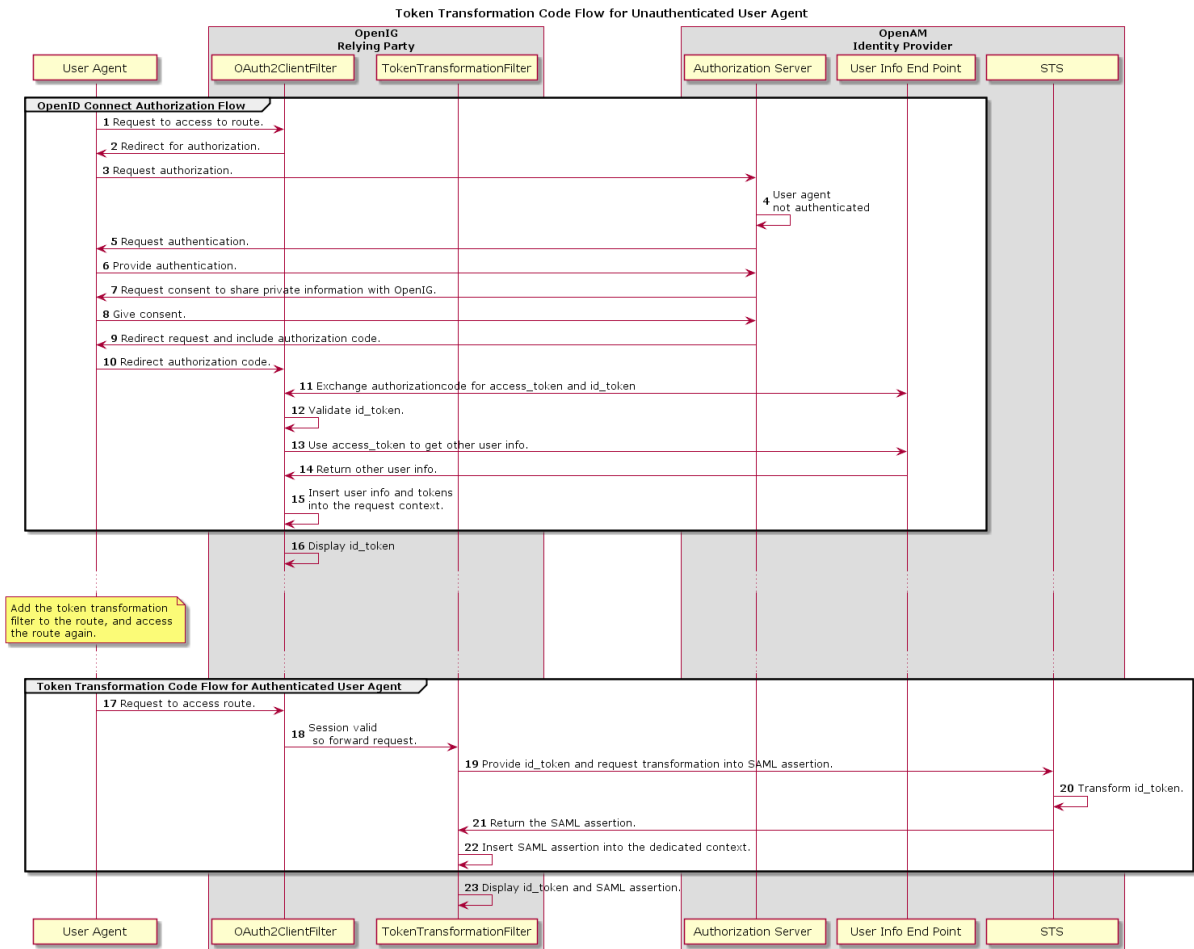 Token Transformation Code Flow for Unauthenticated User Agent
OpenIG
Relying Party
OpenAM
Identity Provider
User Agent
OAuth2ClientFilter
TokenTransformationFilter
Authorization Server
User Info End Point
STS
OpenID Connect Authorization Flow
1 Request to access to route.
2 Redirect for authorization.
3 Request authorization.
4 User agent
not authenticated
5 Request authentication.
6 Provide authentication.
7 Request consent to share private information with OpenIG.
8 Give consent.
9 Redirect request and include authorization code.
10 Redirect authorization code.
11 Exchange authorizationcode for access_token and id_token
12 Validate id_token.
13 Use access_token to get other user info.
14 Return other user info.
15 Insert user info and tokens
into the request context.
16 Display id_token
Add the token transformation
filter to the route, and access
the route again.
Token Transformation Code Flow for Authenticated User Agent
17 Request to access route.
18 Session valid
so forward request.
19 Provide id_token and request transformation into SAML assertion.
20 Transform id_token.
21 Return the SAML assertion.
22 Insert SAML assertion into the dedicated context.
23 Display id_token and SAML assertion.
User Agent
OAuth2ClientFilter
TokenTransformationFilter
Authorization Server
User Info End Point
STS